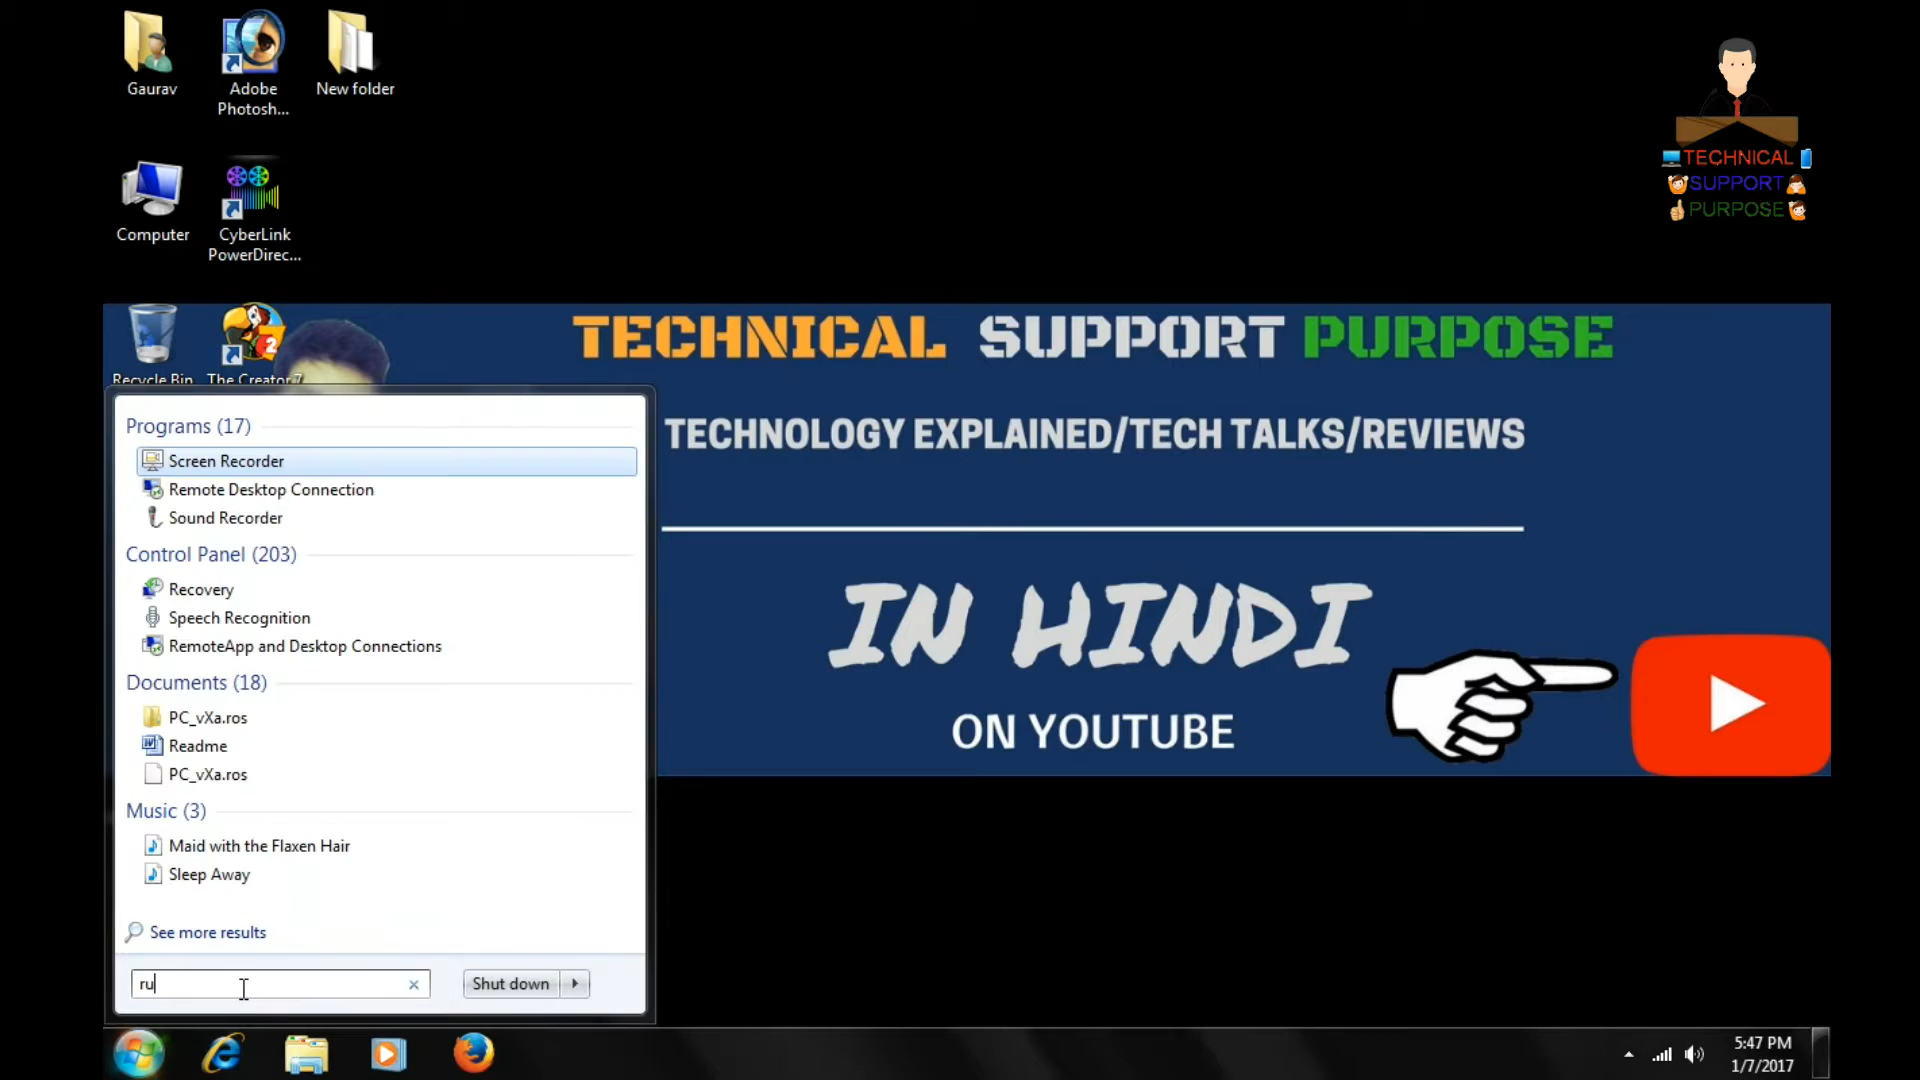 Gaurav
Adobe
Photosh...
New folder
Computer
CyberLink
PowerDirec...
TECHNICAL
SUPPORT
PURPOSE
Recycle Bin
The Creator 7
TECHNICAL SUPPORT PURPOSE
TECHNOLOGY EXPLAINED/TECH TALKS/REVIEWS
IN HINDI
ON YOUTUBE
Programs (17)
Screen Recorder
Remote Desktop Connection
Sound Recorder
Control Panel (203)
Recovery
Speech Recognition
RemoteApp and Desktop Connections
Documents (18)
PC_vXa.ros
Readme
PC_vXa.ros
Music (3)
Maid with the Flaxen Hair
Sleep Away
See more results
ru
Shut down
5:47 PM
1/7/2017